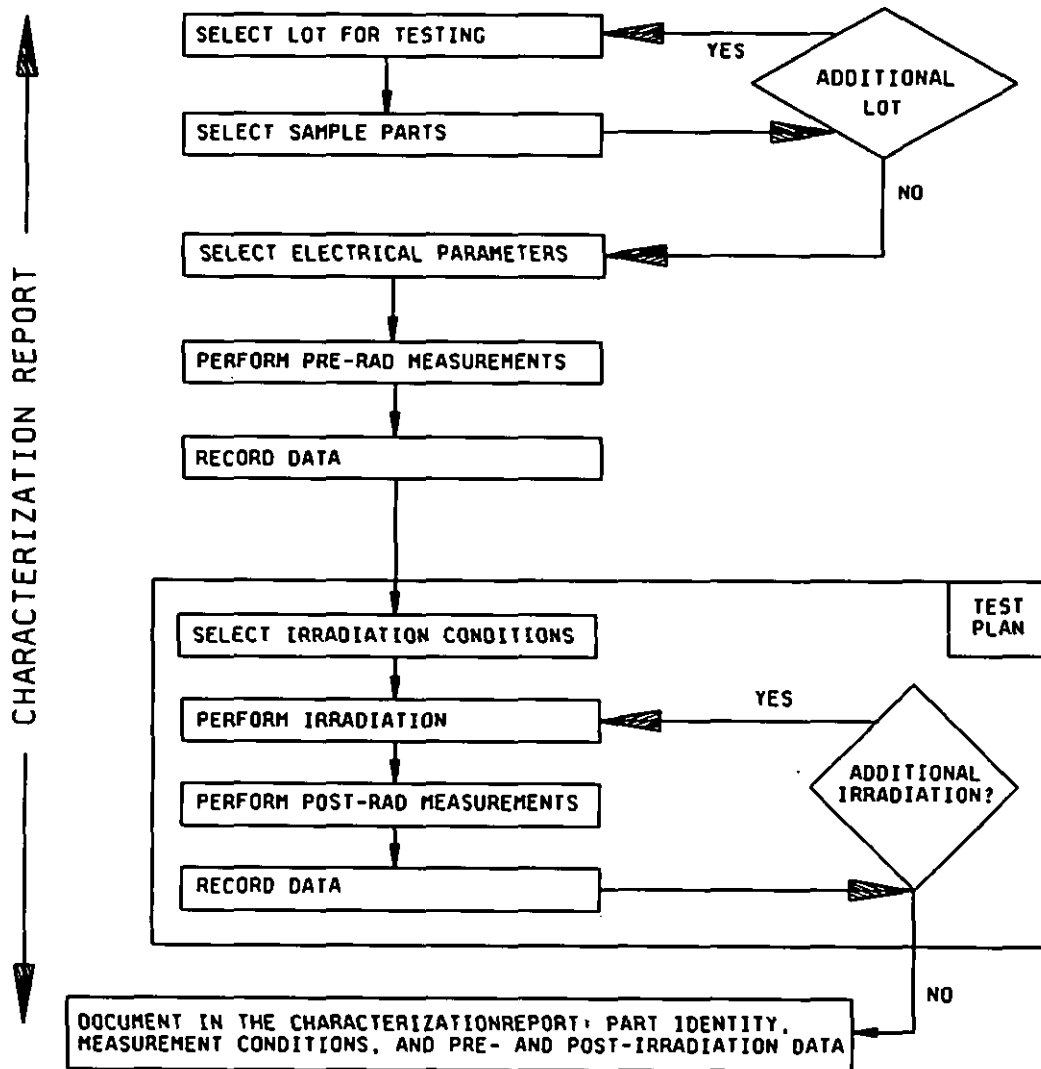 CHARACTERIZATION REPORT
SELECT LOT FOR TESTING
YES
ADDITIONAL
LOT
SELECT SAMPLE PARTS
NO
SELECT ELECTRICAL PARAMETERS
PERFORM PRE-RAD MEASUREMENTS
RECORD DATA
TEST
PLAN
SELECT IRRADIATION CONDITIONS
YES
PERFORM IRRADIATION
ADDITIONAL
IRRADIATION?
PERFORM POST-RAD MEASUREMENTS
RECORD DATA
NO
DOCUMENT IN THE CHARACTERIZATIONREPORT: PART IDENTITY,
MEASUREMENT CONDITIONS, AND PRE- AND POST-IRRADIATION DATA